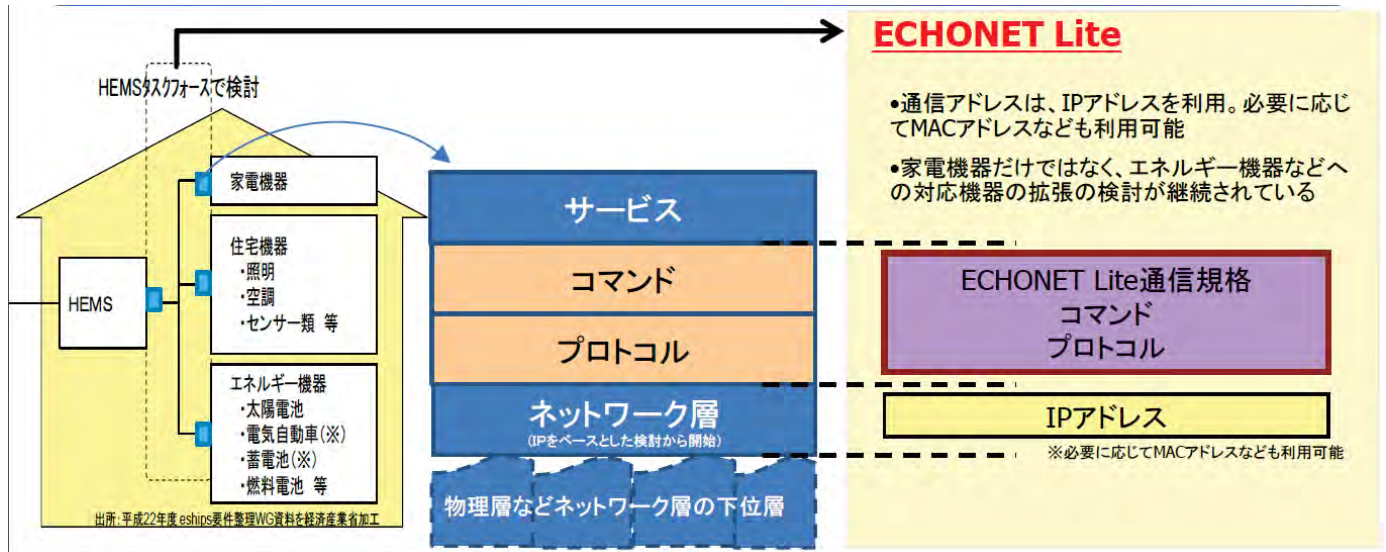 HEMSタスクフォースで検討
家電機器
住宅機器
・照明
・空調
・センサー類 等
HEMS
エネルギー機器
・太陽電池
・電気自動車(※)
・蓄電池(※)
・燃料電池 等
出所:平成22年度 eships要件整理WG資料を経済産業省加工
サービス
コマンド
プロトコル
ネットワーク層
(IPをベースとした検討から開始)
物理層などネットワーク層の下位層
ECHONET Lite
•通信アドレスは、IPアドレスを利用。必要に応じ
てMACアドレスなども利用可能
•家電機器だけではなく、エネルギー機器などへ
の対応機器の拡張の検討が継続されている
ECHONET Lite通信規格
コマンド
プロトコル
IPアドレス
※必要に応じてMACアドレスなども利用可能